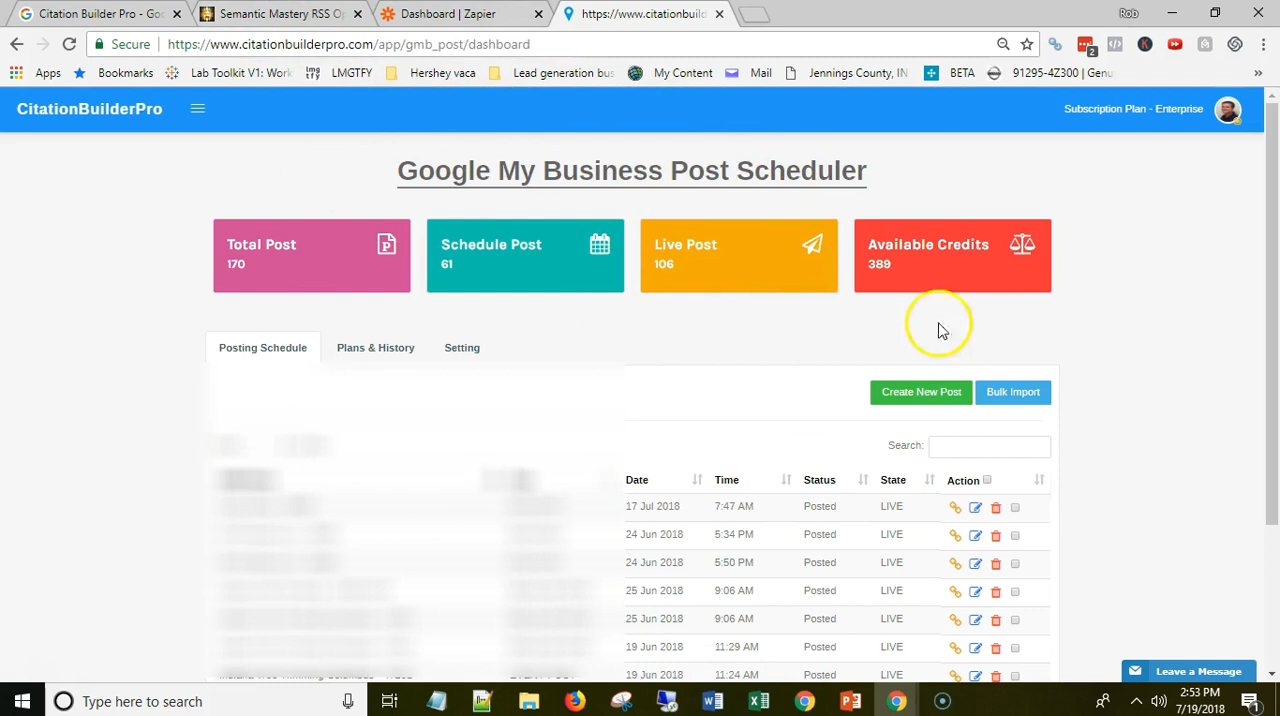 Citation Builder Pro - Goo
Semantic Mastery RSS Op
Dashboard | Zapier
https://www.citationbuild
Rob
Secure
https://www.citationbuilderpro.com/app/gmb_post/dashboard
2
Apps
Bookmarks
Lab Toolkit V1: Work
LMGTFY
Hershey vaca
Lead generation bus
My Content
Mail
Jennings County, IN
BETA
91295-4Z300 | Genu
CitationBuilderPro
Subscription Plan - Enterprise
Google My Business Post Scheduler
Total Post
170
Schedule Post
61
Live Post
106
Available Credits
389
Posting Schedule
Plans & History
Setting
Create New Post
Bulk Import
Search:
Date Time Status State Action
17 Jul 2018 7:47 AM Posted LIVE
24 Jun 2018 5:34 PM Posted LIVE
24 Jun 2018 5:50 PM Posted LIVE
25 Jun 2018 9:06 AM Posted LIVE
25 Jun 2018 9:06 AM Posted LIVE
19 Jun 2018 11:29 AM Posted LIVE
19 Jun 2018 11:24 AM Posted LIVE
Leave a Message
Type here to search
2:53 PM
7/19/2018
1